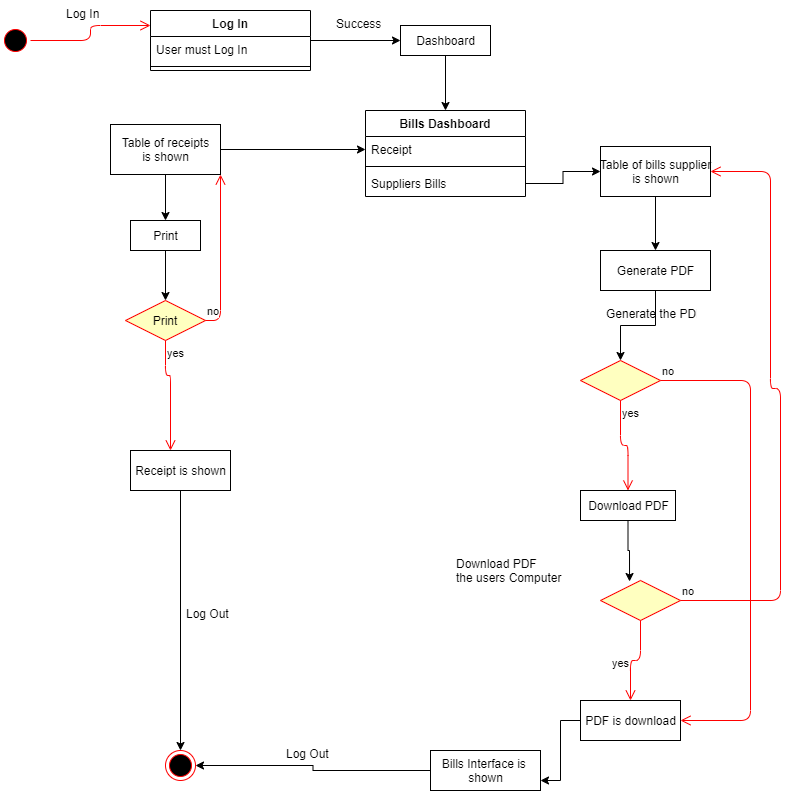 Log In
Log In
User must Log In
Success
Dashboard
Bills Dashboard
Receipt
Suppliers Bills
Table of receipts
is shown
Print
Print
no
yes
Receipt is shown
Log Out
Table of bills supplier
is shown
Generate PDF
Generate the PD
no
yes
Download PDF
Download PDF
the users Computer
no
yes
PDF is download
Bills Interface is
shown
Log Out